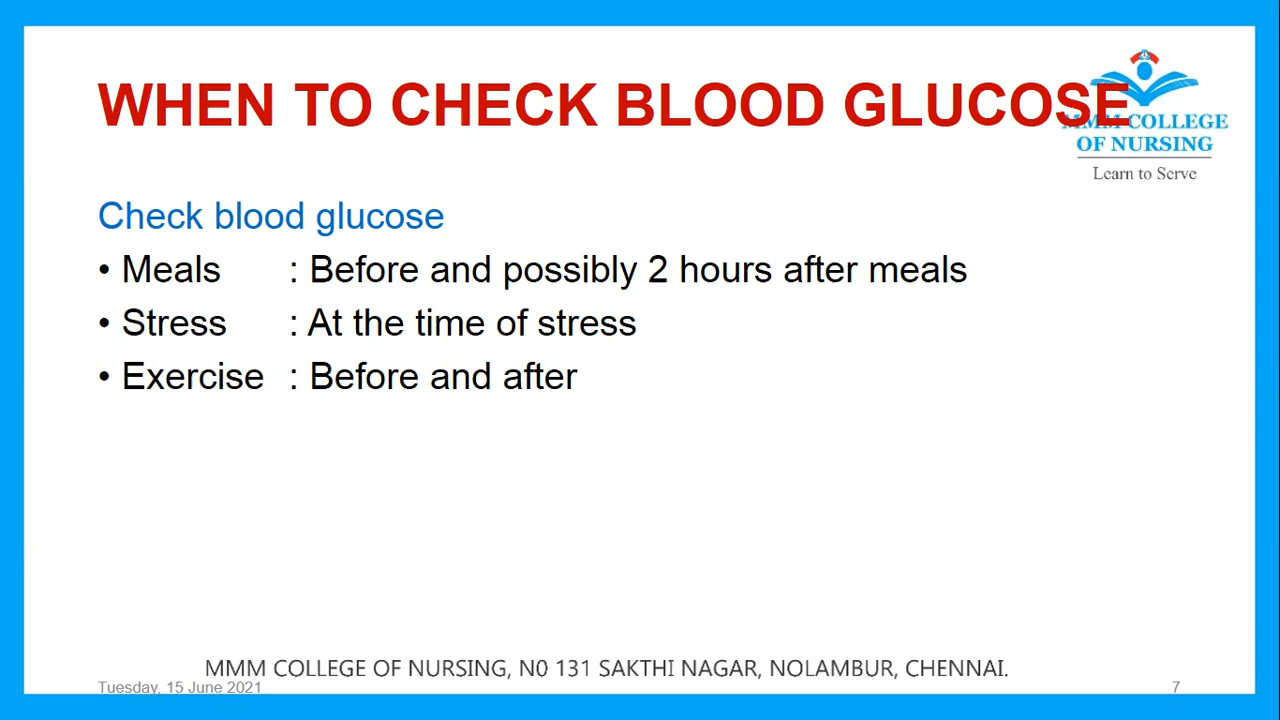 WHEN TO CHECK BLOOD GLUCOSE
MMM COLLEGE
OF NURSING
Learn to Serve
Check blood glucose
• Meals : Before and possibly 2 hours after meals
• Stress : At the time of stress
• Exercise : Before and after
MMM COLLEGE OF NURSING, N0 131 SAKTHI NAGAR, NOLAMBUR, CHENNAI.
Tuesday, 15 June 2021
7